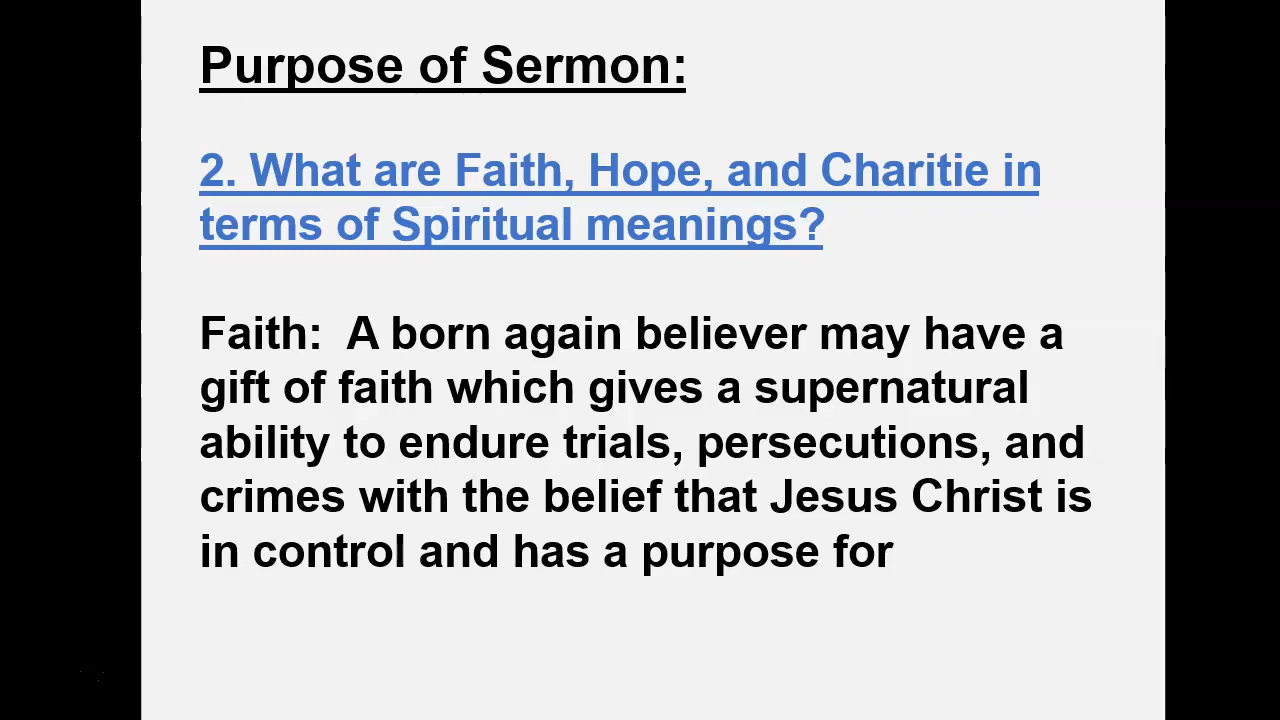 Purpose of Sermon:
2. What are Faith, Hope, and Charitie in
terms of Spiritual meanings?
Faith:  A born again believer may have a
gift of faith which gives a supernatural
ability to endure trials, persecutions, and
crimes with the belief that Jesus Christ is
in control and has a purpose for